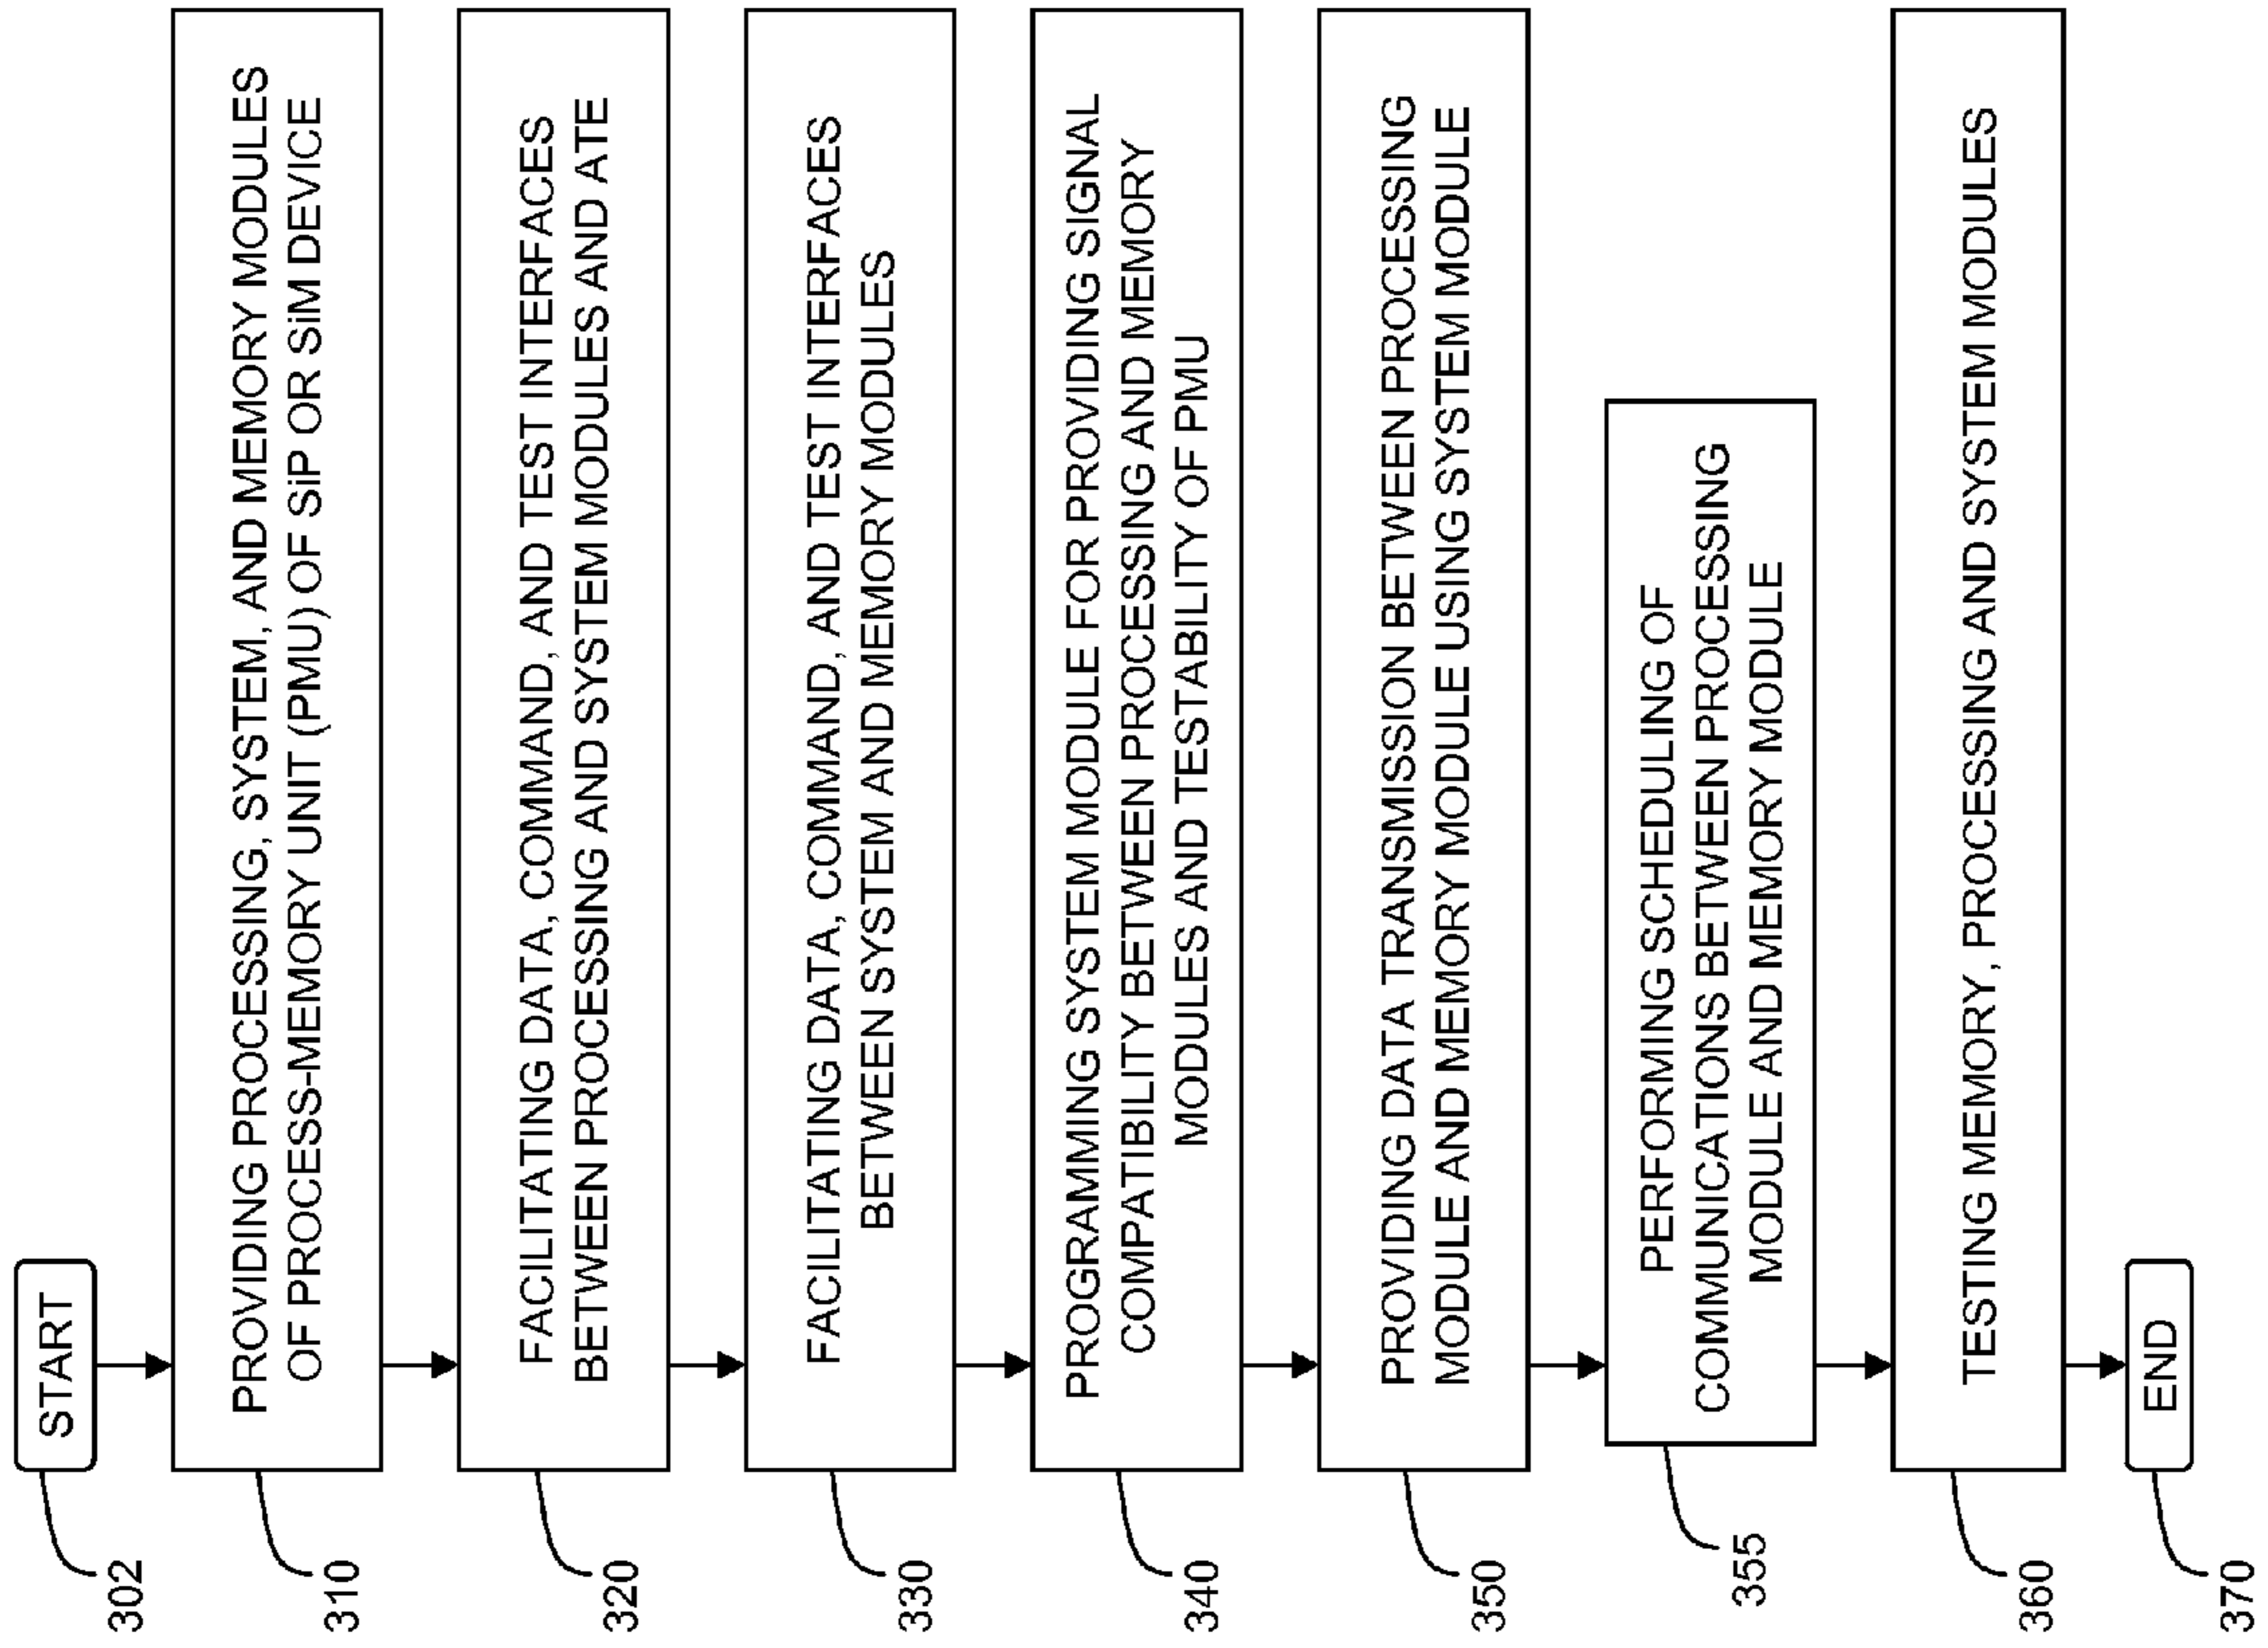 START
302
PROVIDING PROCESSING, SYSTEM, AND MEMORY MODULES
OF PROCESS-MEMORY UNIT (PMU) OF SiP OR SiM DEVICE
310
FACILITATING DATA, COMMAND, AND TEST INTERFACES
BETWEEN PROCESSING AND SYSTEM MODULES AND ATE
320
FACILITATING DATA, COMMAND, AND TEST INTERFACES
BETWEEN SYSTEM AND MEMORY MODULES
330
PROGRAMMING SYSTEM MODULE FOR PROVIDING SIGNAL
COMPATIBILITY BETWEEN PROCESSING AND MEMORY
MODULES AND TESTABILITY OF PMU
340
PROVIDING DATA TRANSMISSION BETWEEN PROCESSING
MODULE AND MEMORY MODULE USING SYSTEM MODULE
350
PERFORMING SCHEDULING OF
COMMUNICATIONS BETWEEN PROCESSING
MODULE AND MEMORY MODULE
355
TESTING MEMORY, PROCESSING AND SYSTEM MODULES
360
END
370